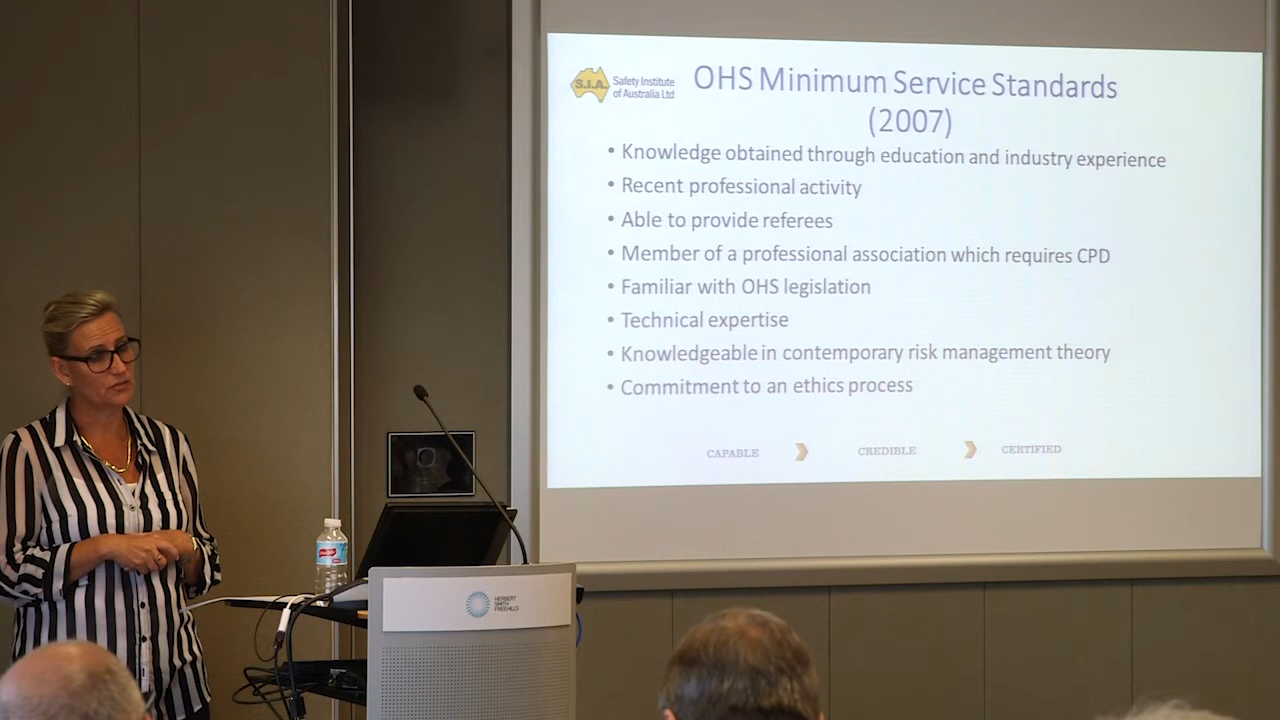 S.I.A.
Safety Institute
of Australia Ltd
OHS Minimum Service Standards
(2007)
• Knowledge obtained through education and industry experience
• Recent professional activity
• Able to provide referees
• Member of a professional association which requires CPD
• Familiar with OHS legislation
• Technical expertise
• Knowledgeable in contemporary risk management theory
• Commitment to an ethics process
CAPABLE
CREDIBLE
CERTIFIED
HERBERT
SMITH
FREEHILLS